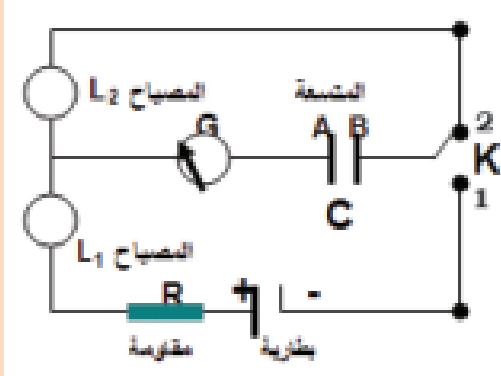 L₂ المصباح
المتسعة
G
A B
2
K
C
1
L₁ المصباح
R
+ -
مقاومة
بطارية